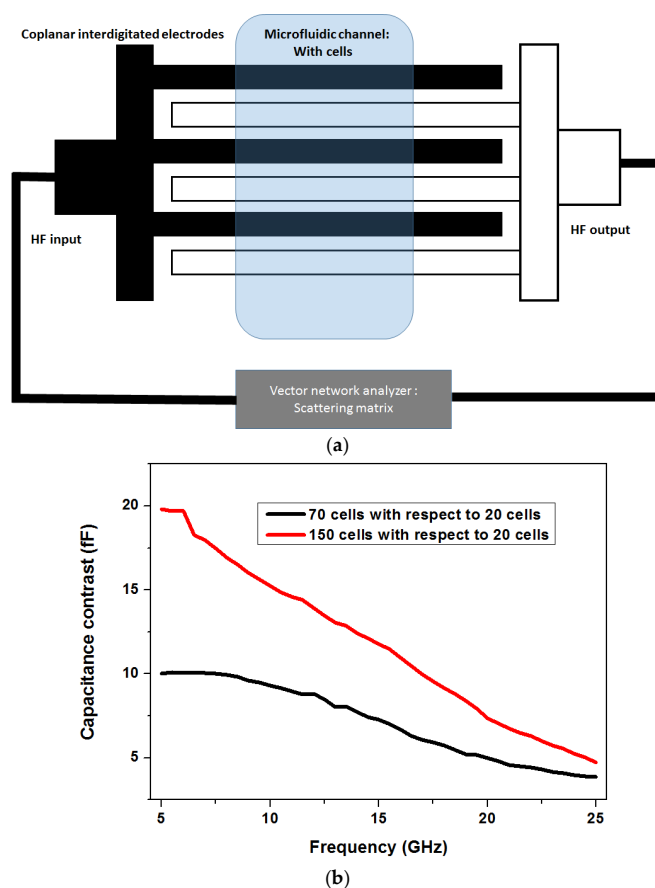 Coplanar interdigitated electrodes
Microfluidic channel:
With cells
HF input
HF output
Vector network analyzer :
Scattering matrix
(a)
Capacitance contrast (fF)
20
15
10
5
70 cells with respect to 20 cells
150 cells with respect to 20 cells
5 10 15 20 25
Frequency (GHz)
(b)